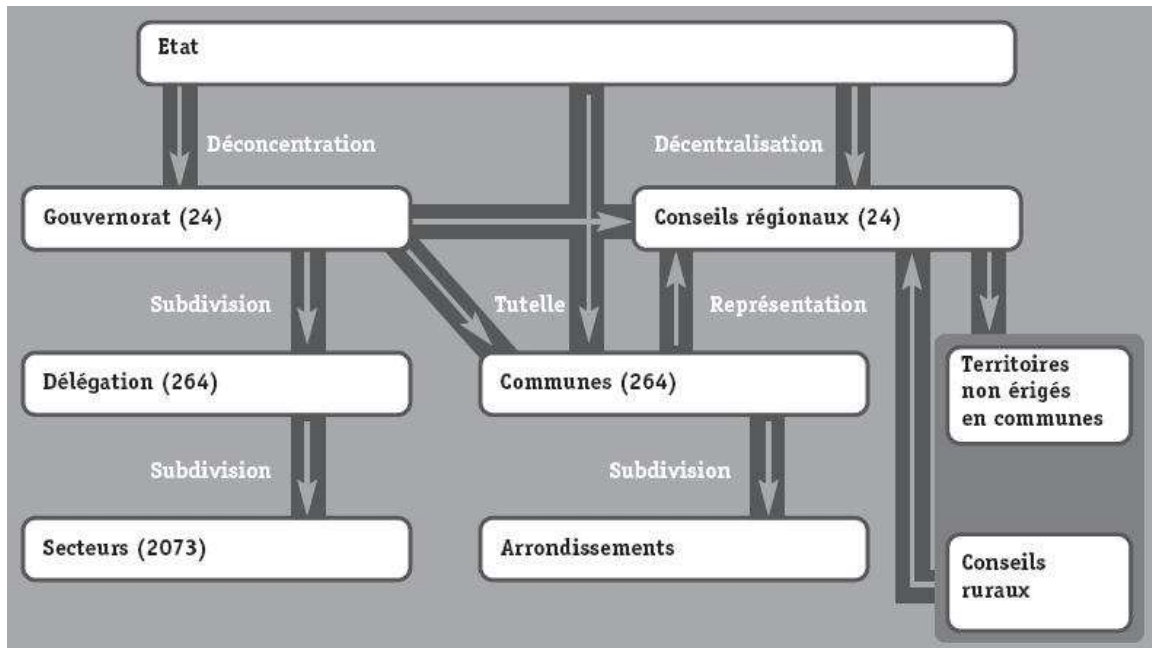 Etat
Déconcentration
Décentralisation
Gouvernorat (24)
Conseils régionaux (24)
Subdivision
Tutelle
Représentation
Délégation (264)
Communes (264)
Territoires
non érigés
en communes
Subdivision
Subdivision
Secteurs (2073)
Arrondissements
Conseils
ruraux